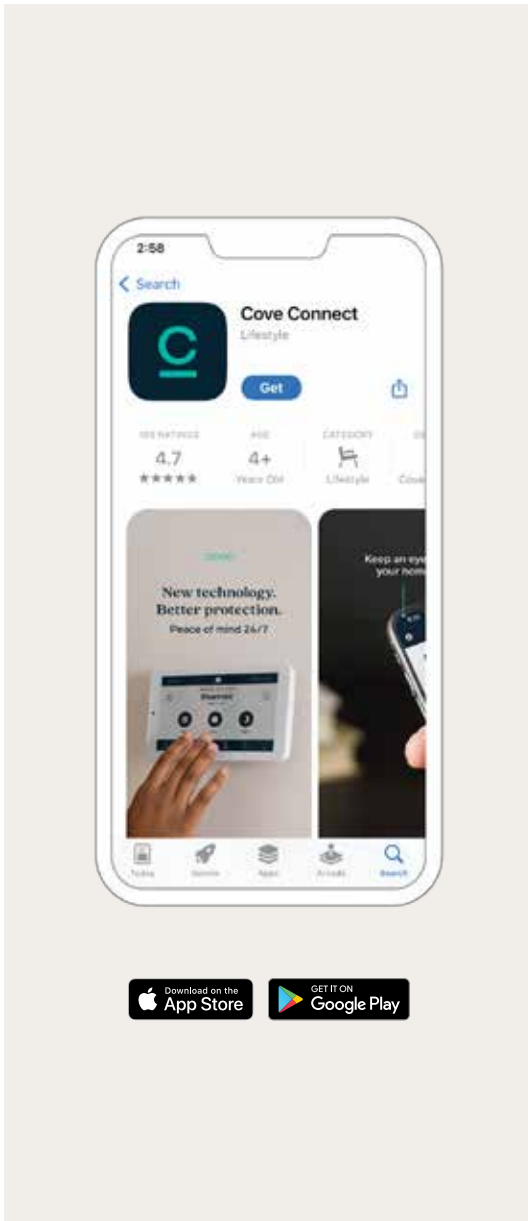 2:58
Search
Cove Connect
Lifestyle
Get
RATINGS AGE CATEGORY
4.7 4+
Years Old Lifestyle Cove
New technology.
Better protection.
Peace of mind 24/7
Keep an eye
your home
Today Games Apps Arcade Search
Download on the
App Store
GET IT ON
Google Play